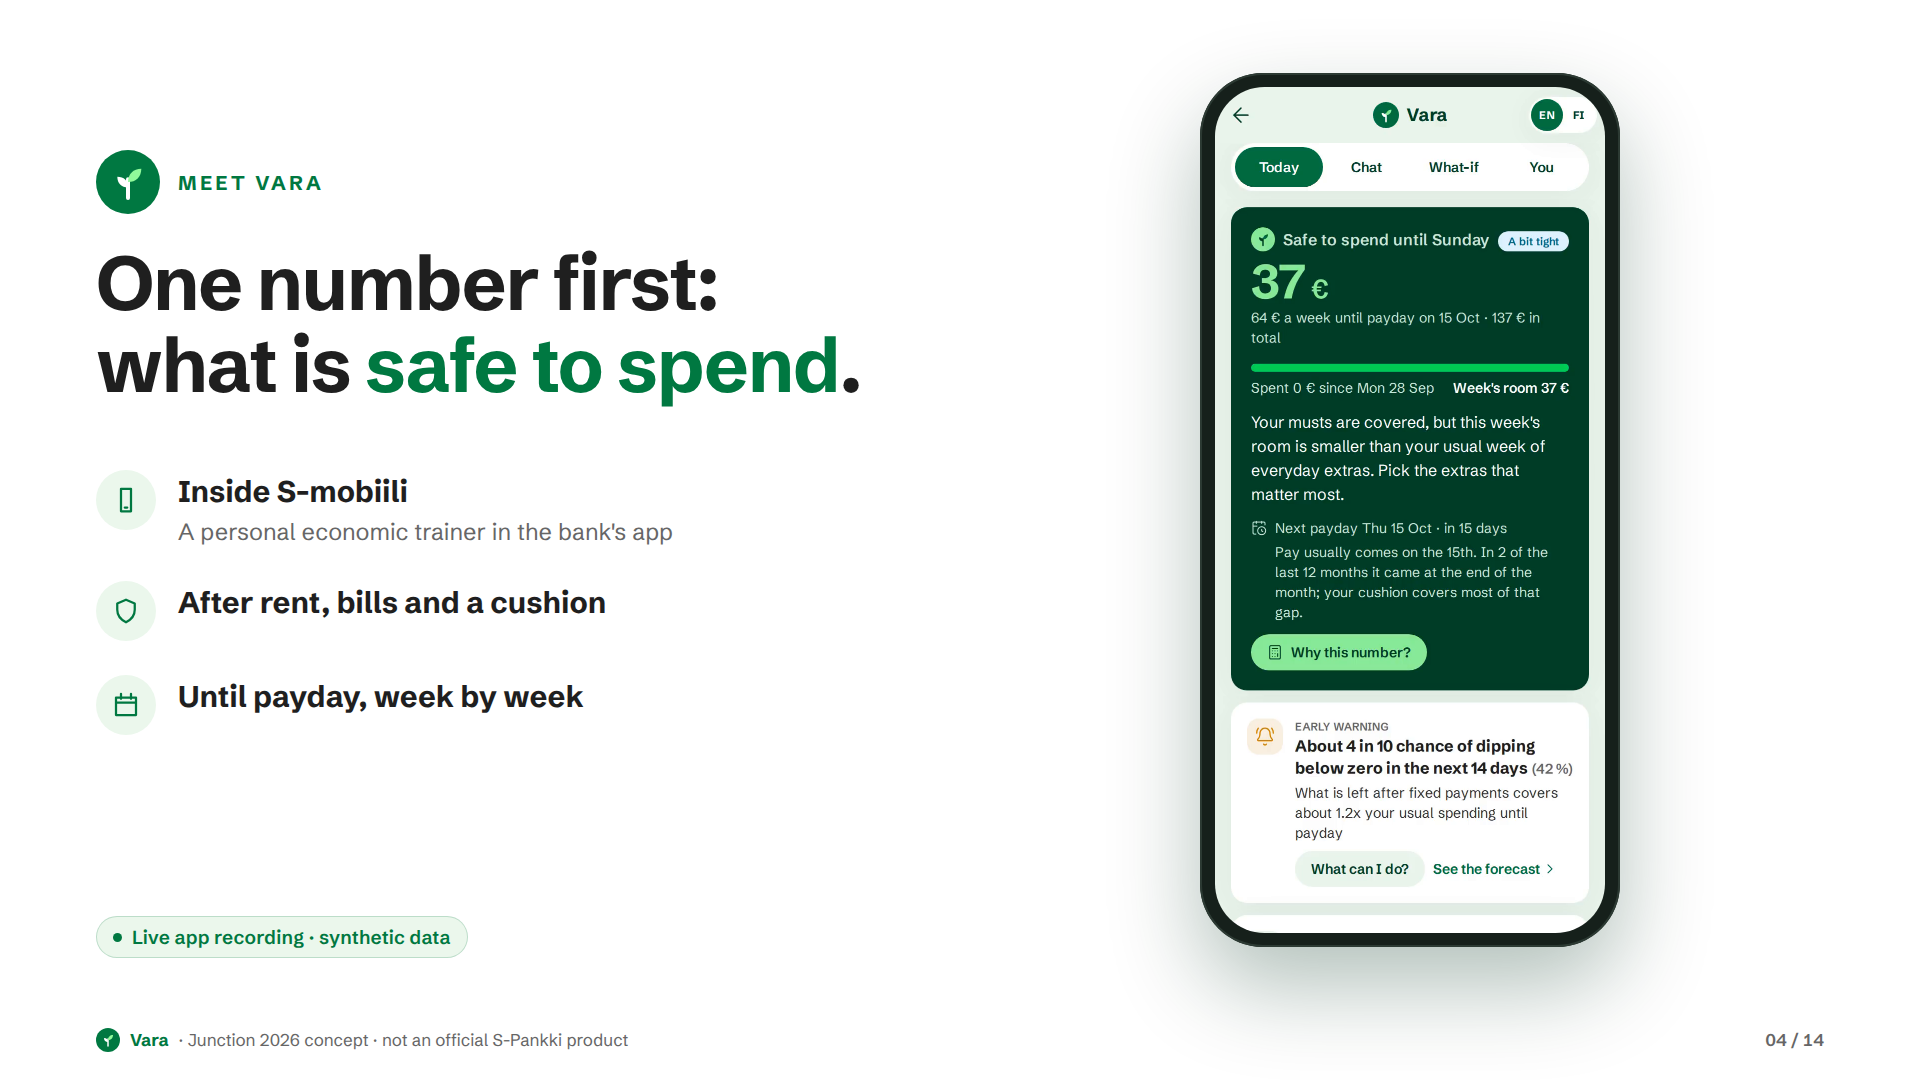 MEET VARA
One number first:
what is safe to spend.
Inside S-mobiili
A personal economic trainer in the bank's app
After rent, bills and a cushion
Until payday, week by week
Live app recording · synthetic data
Vara · Junction 2026 concept · not an official S-Pankki product
04 / 14
Vara
EN FI
Today Chat What-if You
Safe to spend until Sunday A bit tight
37 €
64 € a week until payday on 15 Oct · 137 € in
total
Spent 0 € since Mon 28 Sep Week's room 37 €
Your musts are covered, but this week's
room is smaller than your usual week of
everyday extras. Pick the extras that
matter most.
Next payday Thu 15 Oct · in 15 days
Pay usually comes on the 15th. In 2 of the
last 12 months it came at the end of the
month; your cushion covers most of that
gap.
Why this number?
EARLY WARNING
About 4 in 10 chance of dipping
below zero in the next 14 days (42 %)
What is left after fixed payments covers
about 1.2x your usual spending until
payday
What can I do? See the forecast